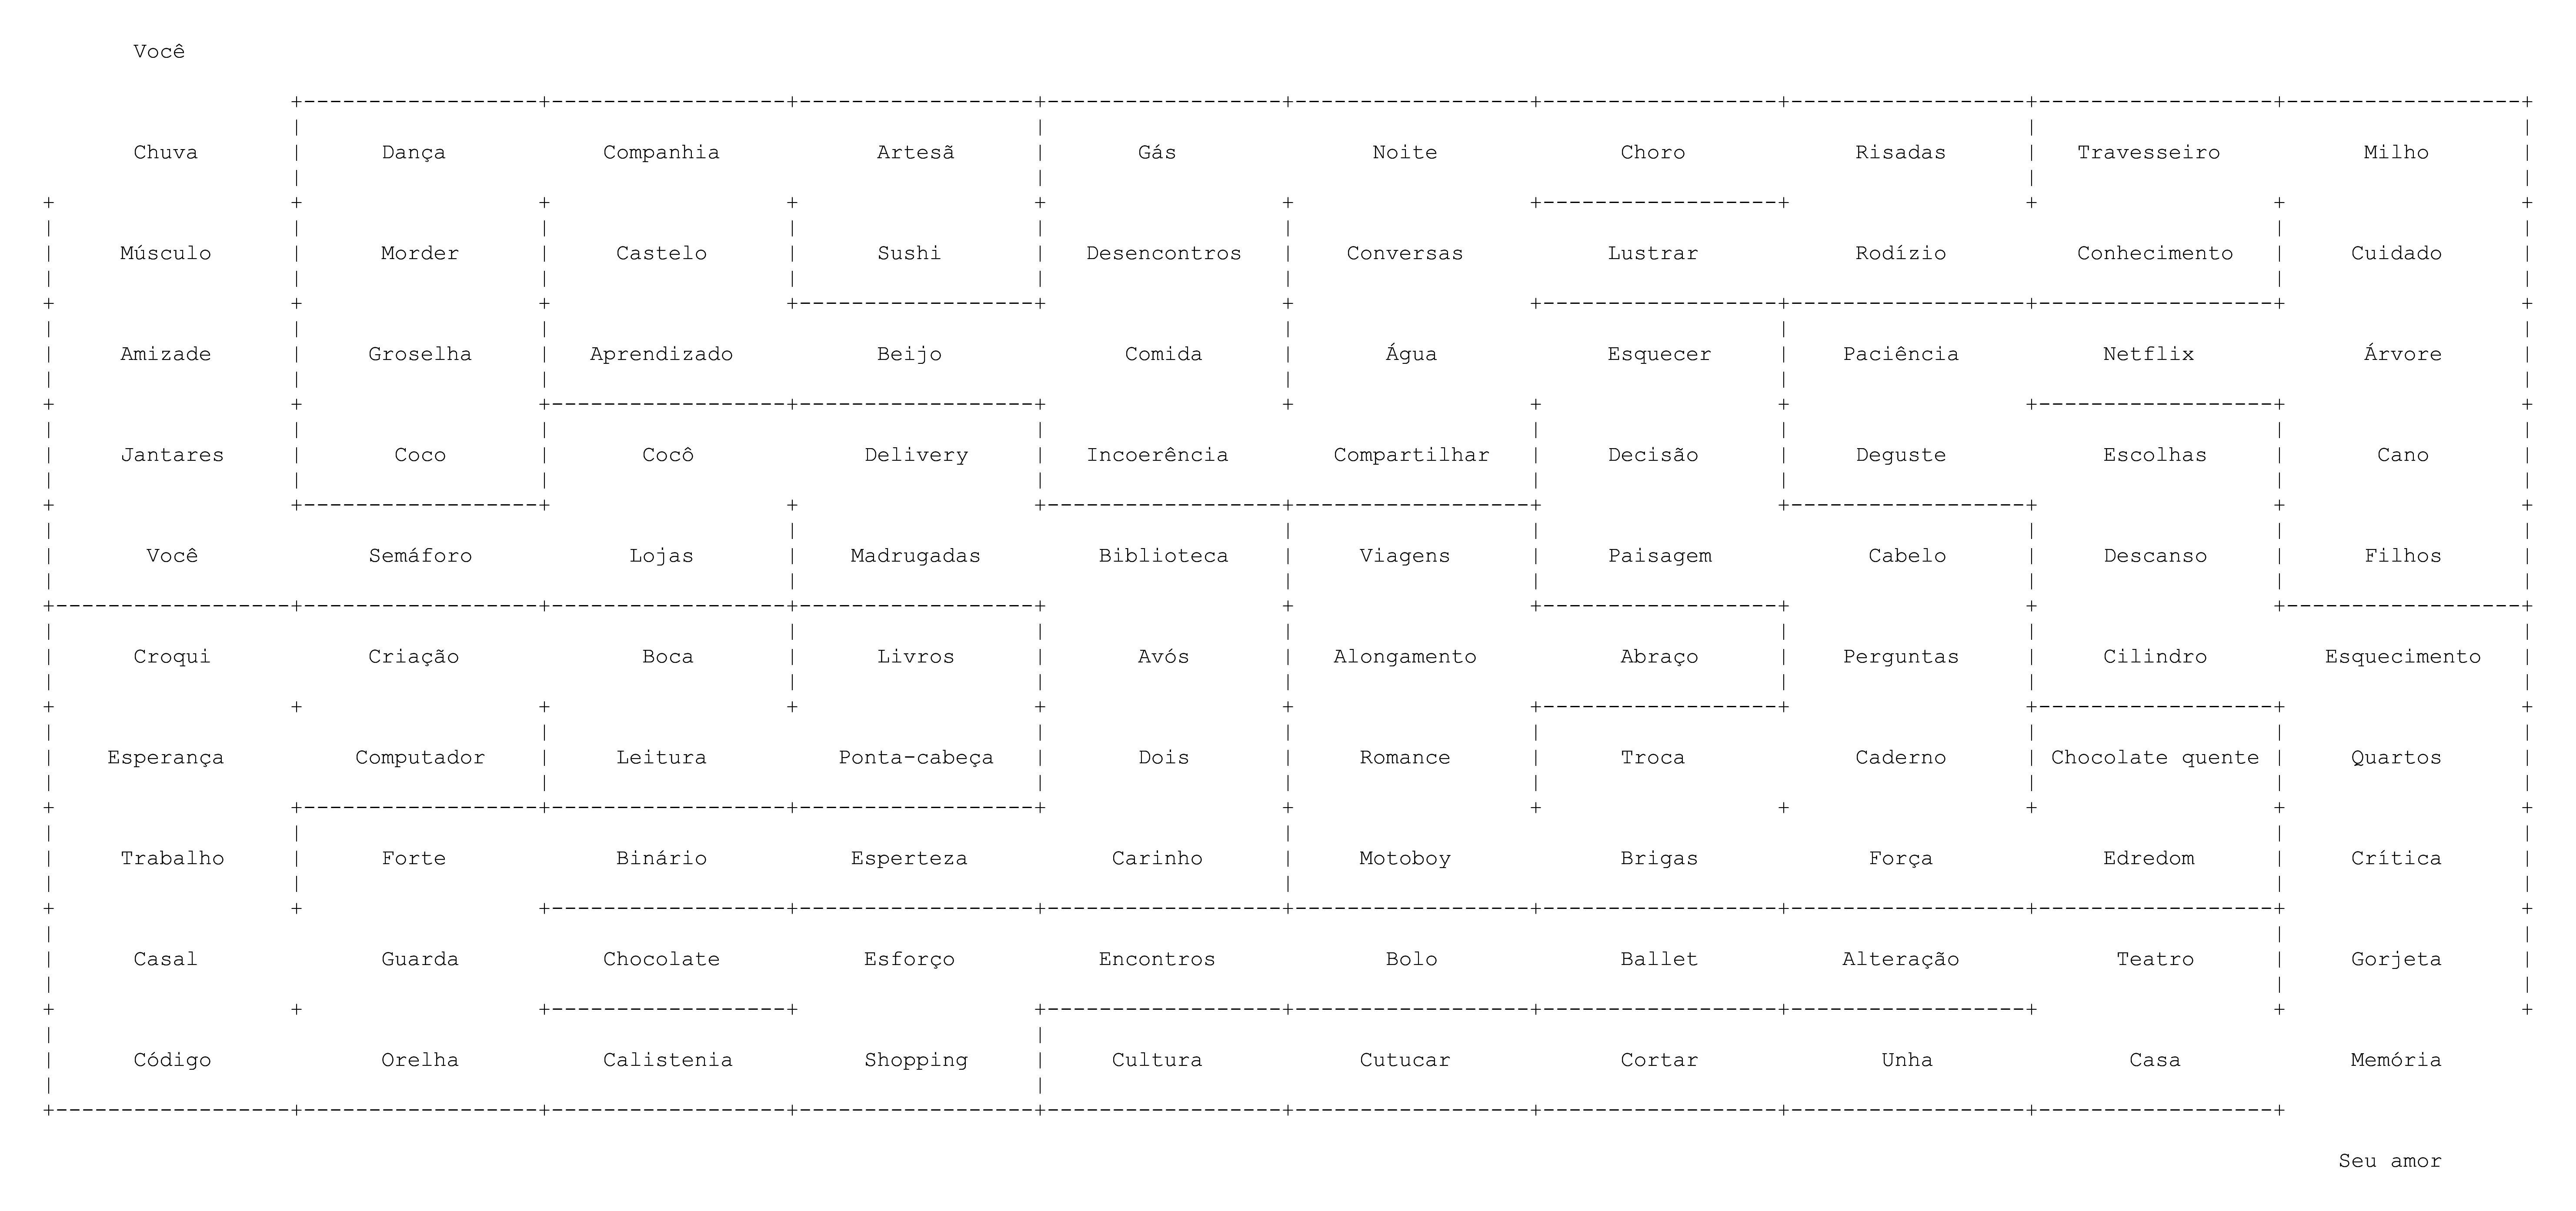 Você
Chuva Dança Companhia Artesã Gás Noite Choro Risadas Travesseiro Milho
Músculo Morder Castelo Sushi Desencontros Conversas Lustrar Rodízio Conhecimento Cuidado
Amizade Groselha Aprendizado Beijo Comida Água Esquecer Paciência Netflix Árvore
Jantares Coco Cocô Delivery Incoerência Compartilhar Decisão Deguste Escolhas Cano
Você Semáforo Lojas Madrugadas Biblioteca Viagens Paisagem Cabelo Descanso Filhos
Croqui Criação Boca Livros Avós Alongamento Abraço Perguntas Cilindro Esquecimento
Esperança Computador Leitura Ponta-cabeça Dois Romance Troca Caderno Chocolate quente Quartos
Trabalho Forte Binário Esperteza Carinho Motoboy Brigas Força Edredom Crítica
Casal Guarda Chocolate Esforço Encontros Bolo Ballet Alteração Teatro Gorjeta
Código Orelha Calistenia Shopping Cultura Cutucar Cortar Unha Casa Memória
Seu amor